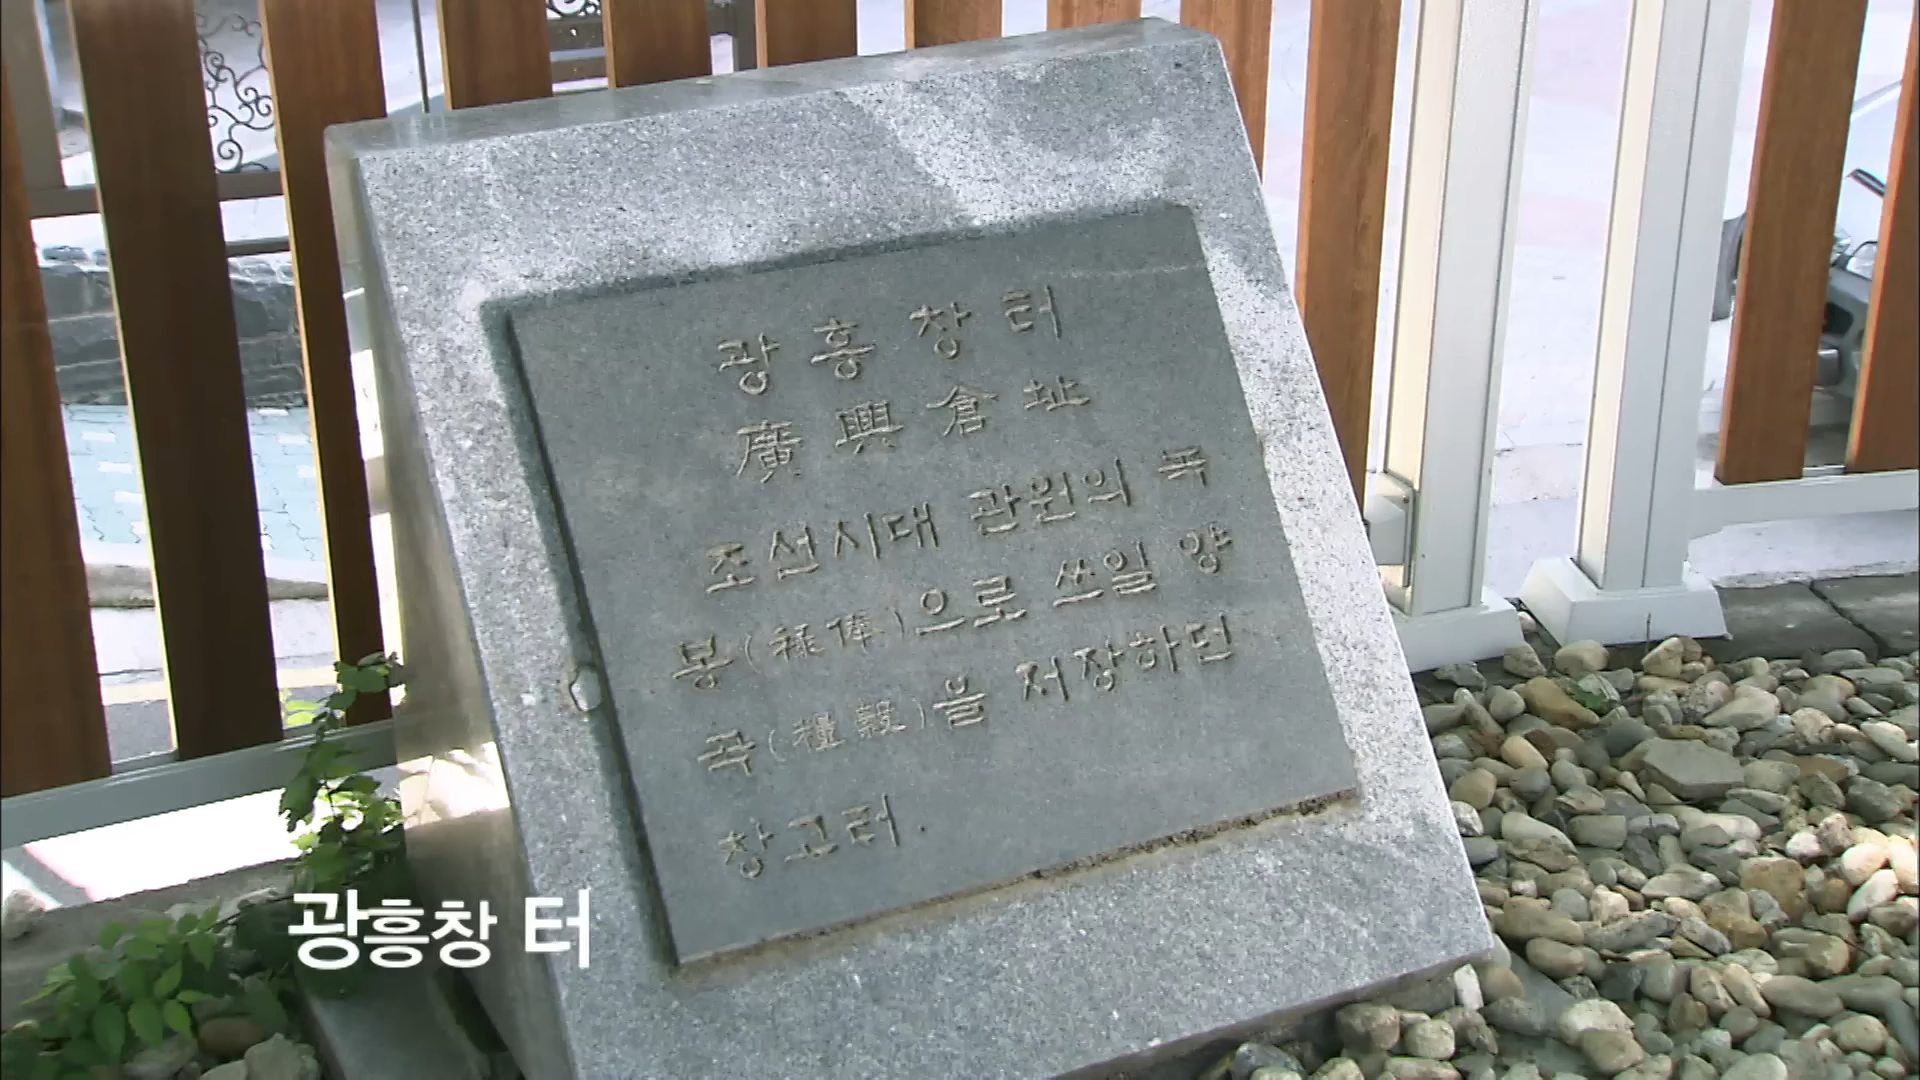 광흥창터
廣興倉址
조선시대 관원의 녹
봉(祿俸)으로 쓰일 양
곡(糧穀)을 저장하던
창고터.
광흥창 터